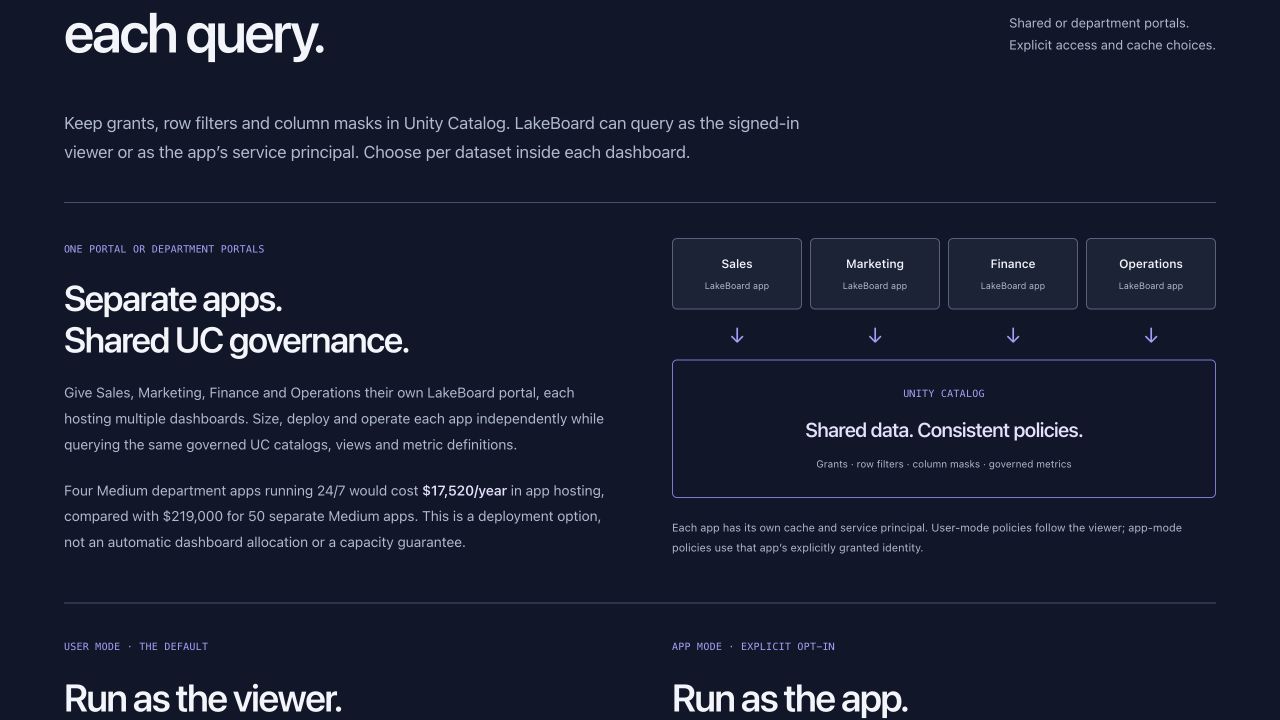 each query.
Shared or department portals.
Explicit access and cache choices.
Keep grants, row filters and column masks in Unity Catalog. LakeBoard can query as the signed-in
viewer or as the app’s service principal. Choose per dataset inside each dashboard.
ONE PORTAL OR DEPARTMENT PORTALS
Separate apps.
Shared UC governance.
Give Sales, Marketing, Finance and Operations their own LakeBoard portal, each
hosting multiple dashboards. Size, deploy and operate each app independently while
querying the same governed UC catalogs, views and metric definitions.
Four Medium department apps running 24/7 would cost $17,520/year in app hosting,
compared with $219,000 for 50 separate Medium apps. This is a deployment option,
not an automatic dashboard allocation or a capacity guarantee.
Sales
LakeBoard app
Marketing
LakeBoard app
Finance
LakeBoard app
Operations
LakeBoard app
UNITY CATALOG
Shared data. Consistent policies.
Grants · row filters · column masks · governed metrics
Each app has its own cache and service principal. User-mode policies follow the viewer; app-mode
policies use that app’s explicitly granted identity.
USER MODE · THE DEFAULT
Run as the viewer.
APP MODE · EXPLICIT OPT-IN
Run as the app.